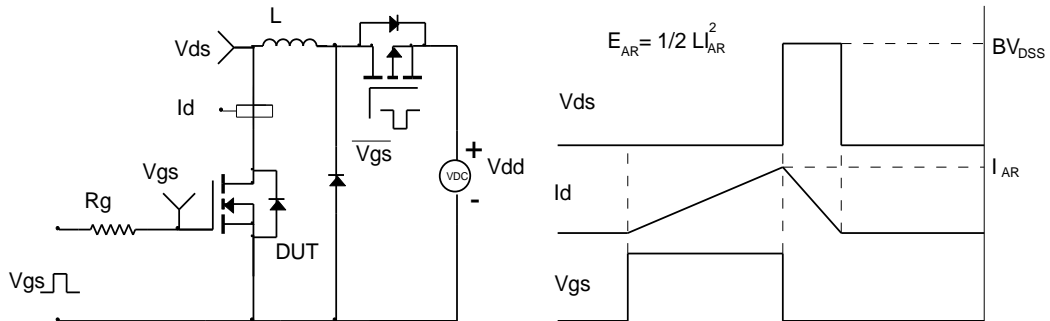 L
Vds
Id
Vgs
Vgs
+
VDC
Vdd
-
Rg
DUT
Vgs
E_AR = 1/2 LI_AR^2
BV_DSS
Vds
I_AR
Id
Vgs